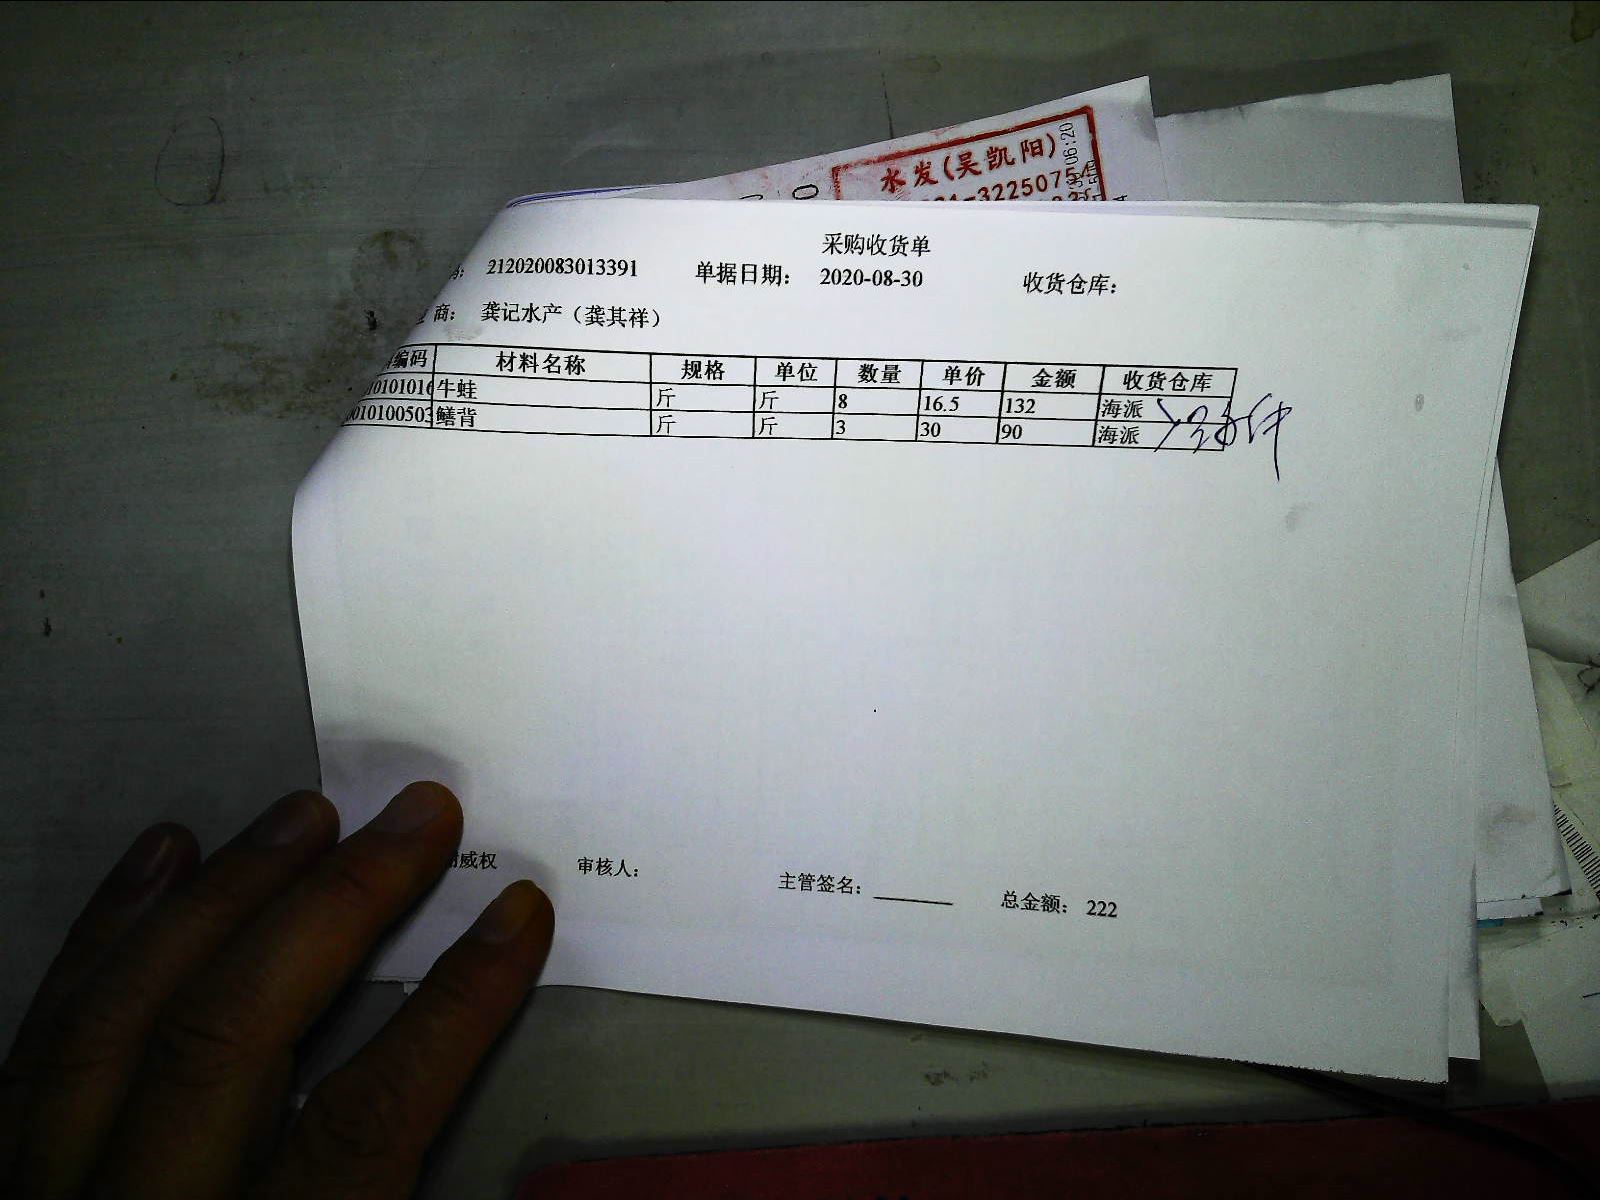 水发(吴凯阳)
-3225075
采购收货单
212020083013391 单据日期: 2020-08-30 收货仓库:
商: 龚记水产（龚其祥）
编码 材料名称 规格 单位 数量 单价 金额 收货仓库
牛蛙 斤 斤 8 16.5 132 海派
鳝背 斤 斤 3 30 90 海派
威权 审核人: 主管签名: 总金额: 222